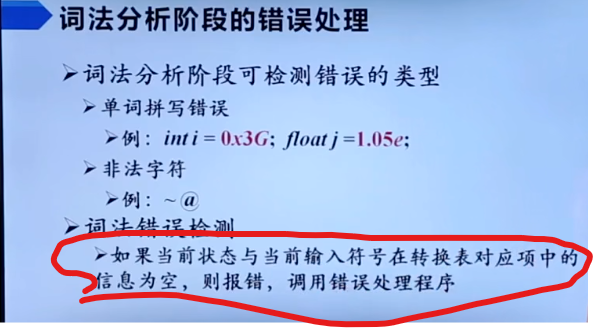 词法分析阶段的错误处理
➢词法分析阶段可检测错误的类型
➢单词拼写错误
➢例：int i = 0x3G; float j =1.05e;
➢非法字符
➢例：~ @
➢词法错误检测
➢如果当前状态与当前输入符号在转换表对应项中的
信息为空，则报错，调用错误处理程序